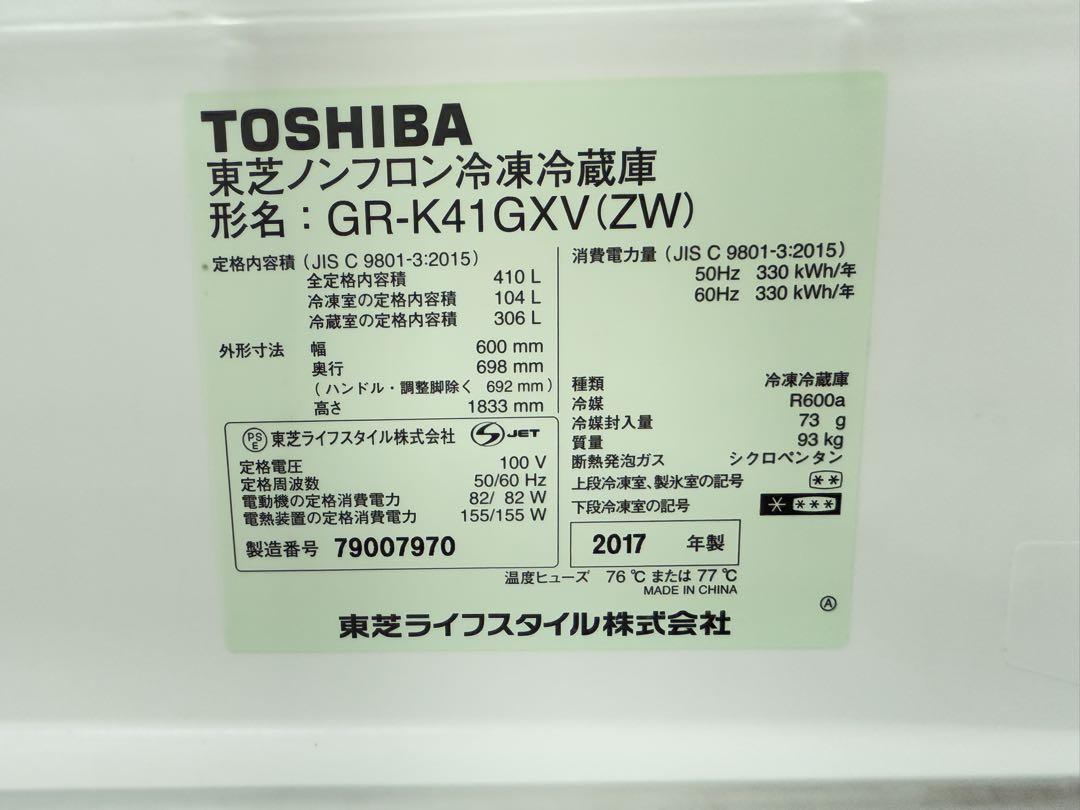 TOSHIBA
東芝ノンフロン冷凍冷蔵庫
形名：GR-K41GXV(ZW)
定格内容積（JIS C 9801-3:2015）
全定格内容積 410 L
冷凍室の定格内容積 104 L
冷蔵室の定格内容積 306 L
外形寸法 幅 600 mm
奥行 698 mm
（ハンドル・調整脚除く 692 mm）
高さ 1833 mm
消費電力量（JIS C 9801-3:2015）
50Hz 330 kWh/年
60Hz 330 kWh/年
種類 冷凍冷蔵庫
冷媒 R600a
冷媒封入量 73 g
質量 93 kg
断熱発泡ガス シクロペンタン
上段冷凍室、製氷室の記号 **
下段冷凍室の記号 * ***
PSE 東芝ライフスタイル株式会社 S JET
定格電圧 100 V
定格周波数 50/60 Hz
電動機の定格消費電力 82/ 82 W
電熱装置の定格消費電力 155/155 W
製造番号 79007970
2017 年製
温度ヒューズ 76 ℃ または 77 ℃
MADE IN CHINA
Ⓐ
東芝ライフスタイル株式会社